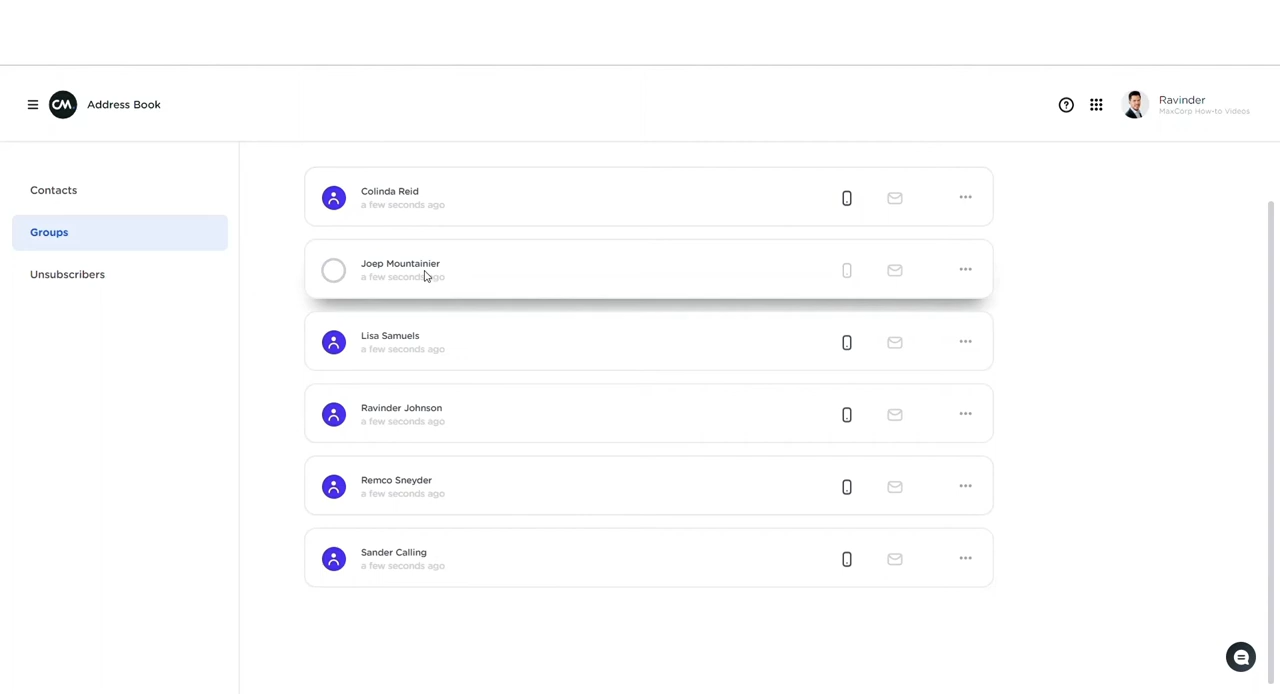 CM.
Address Book
Ravinder
MaxCorp How-to Videos
Contacts
Groups
Unsubscribers
Colinda Reid
a few seconds ago
Joep Mountainier
a few seconds ago
Lisa Samuels
a few seconds ago
Ravinder Johnson
a few seconds ago
Remco Sneyder
a few seconds ago
Sander Calling
a few seconds ago